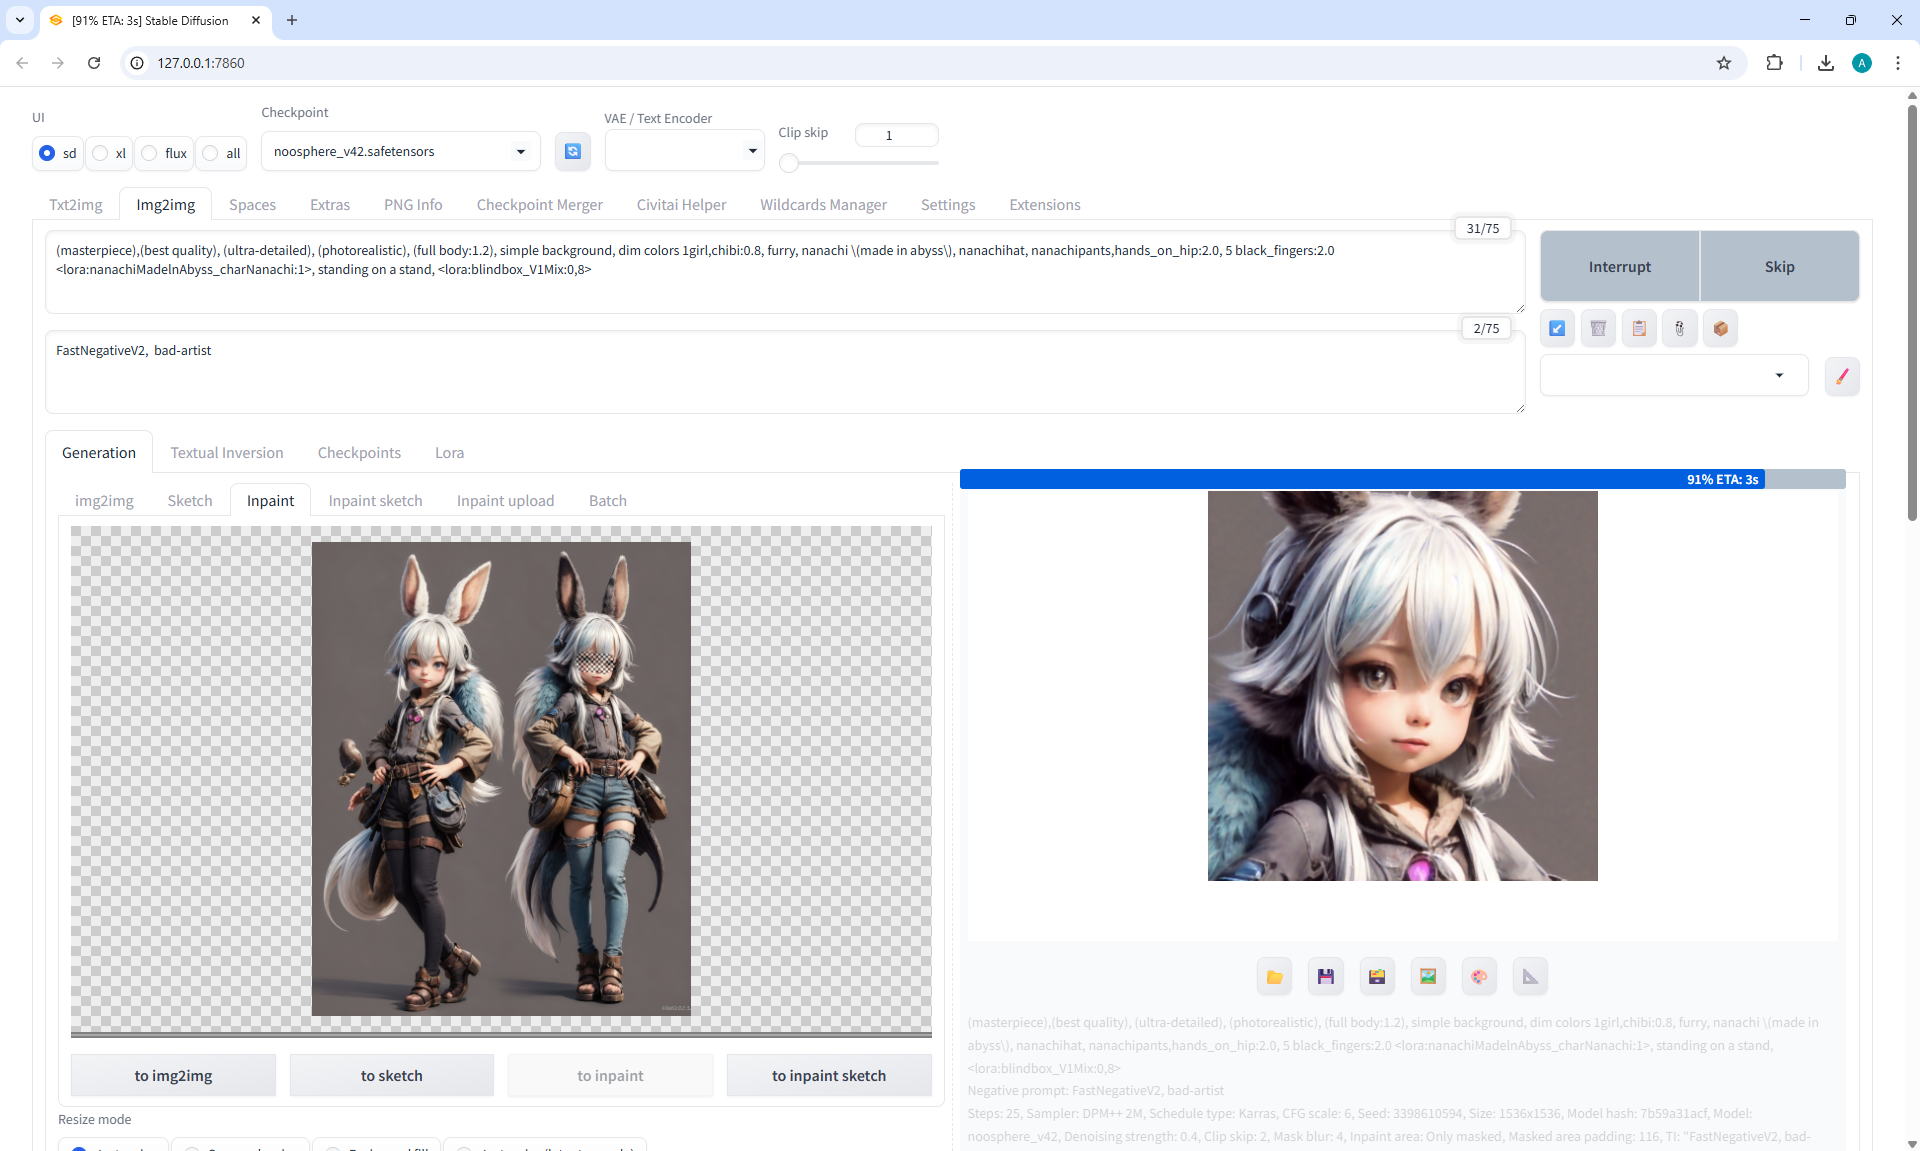 [91% ETA: 3s] Stable Diffusion
127.0.0.1:7860
A
UI
sd
xl
flux
all
Checkpoint
noosphere_v42.safetensors
VAE / Text Encoder
Clip skip
1
Txt2img
Img2img
Spaces
Extras
PNG Info
Checkpoint Merger
Civitai Helper
Wildcards Manager
Settings
Extensions
31/75
(masterpiece),(best quality), (ultra-detailed), (photorealistic), (full body:1.2), simple background, dim colors 1girl,chibi:0.8, furry, nanachi \(made in abyss\), nanachihat, nanachipants,hands_on_hip:2.0, 5 black_fingers:2.0
<lora:nanachiMadeInAbyss_charNanachi:1>, standing on a stand, <lora:blindbox_V1Mix:0,8>
Interrupt
Skip
2/75
FastNegativeV2, bad-artist
Generation
Textual Inversion
Checkpoints
Lora
91% ETA: 3s
img2img
Sketch
Inpaint
Inpaint sketch
Inpaint upload
Batch
to img2img
to sketch
to inpaint
to inpaint sketch
Resize mode
(masterpiece),(best quality), (ultra-detailed), (photorealistic), (full body:1.2), simple background, dim colors 1girl,chibi:0.8, furry, nanachi \(made in
abyss\), nanachihat, nanachipants,hands_on_hip:2.0, 5 black_fingers:2.0 <lora:nanachiMadeInAbyss_charNanachi:1>, standing on a stand,
<lora:blindbox_V1Mix:0,8>
Negative prompt: FastNegativeV2, bad-artist
Steps: 25, Sampler: DPM++ 2M, Schedule type: Karras, CFG scale: 6, Seed: 3398610594, Size: 1536x1536, Model hash: 7b59a31acf, Model:
noosphere_v42, Denoising strength: 0.4, Clip skip: 2, Mask blur: 4, Inpaint area: Only masked, Masked area padding: 116, TI: "FastNegativeV2, bad-